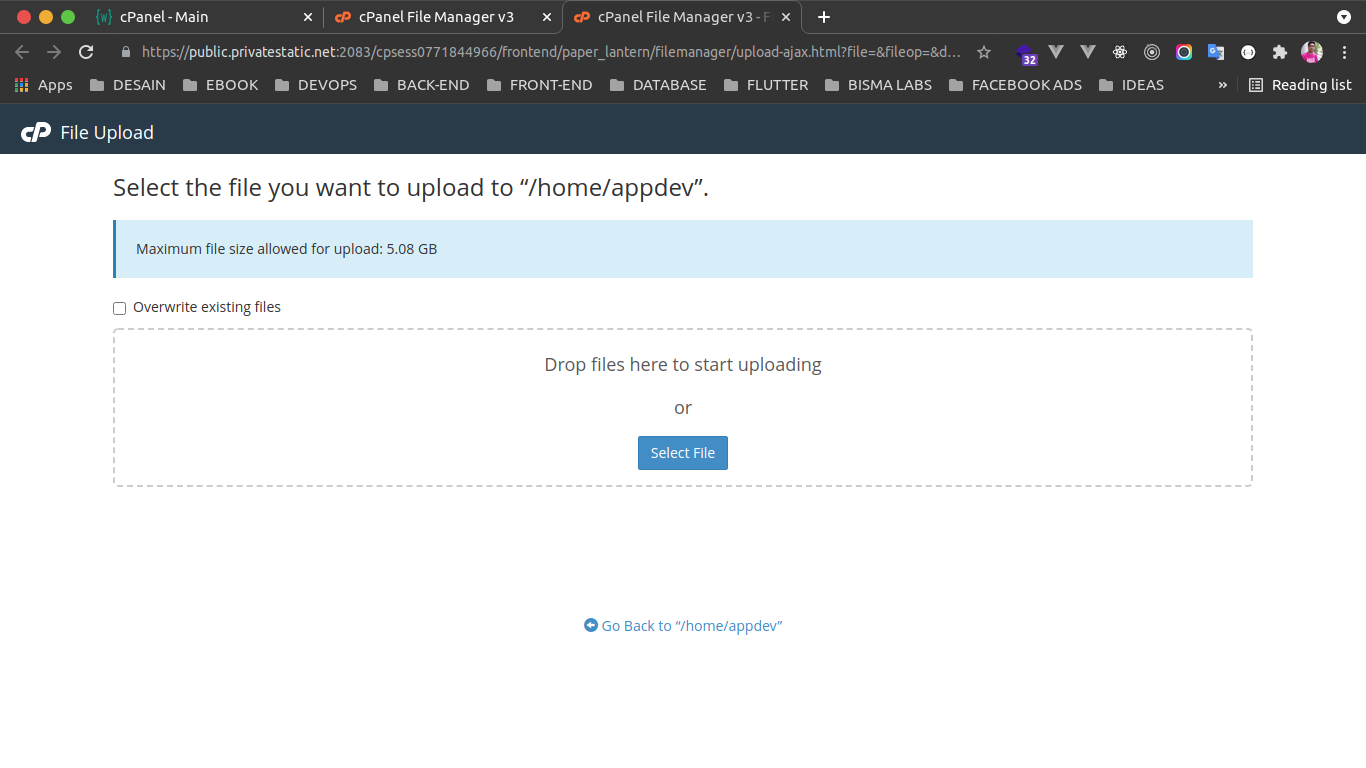 cPanel - Main
cPanel File Manager v3
cPanel File Manager v3 - F
https://public.privatestatic.net:2083/cpsess0771844966/frontend/paper_lantern/filemanager/upload-ajax.html?file=&fileop=&d...
32
Apps DESAIN EBOOK DEVOPS BACK-END FRONT-END DATABASE FLUTTER BISMA LABS FACEBOOK ADS IDEAS » Reading list
cP File Upload
Select the file you want to upload to “/home/appdev”.
Maximum file size allowed for upload: 5.08 GB
Overwrite existing files
Drop files here to start uploading
or
Select File
Go Back to “/home/appdev”